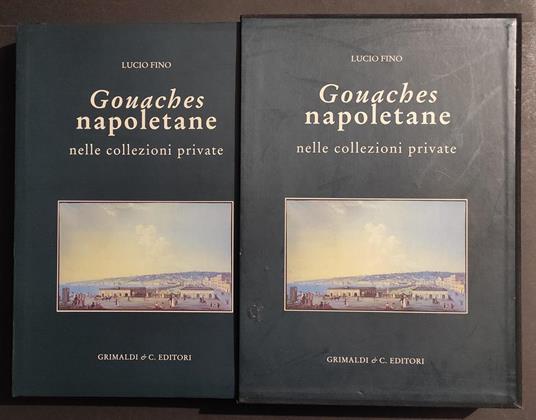 LUCIO FINO
Gouaches
napoletane
nelle collezioni private
GRIMALDI & C. EDITORI
LUCIO FINO
Gouaches
napoletane
nelle collezioni private
GRIMALDI & C. EDITORI